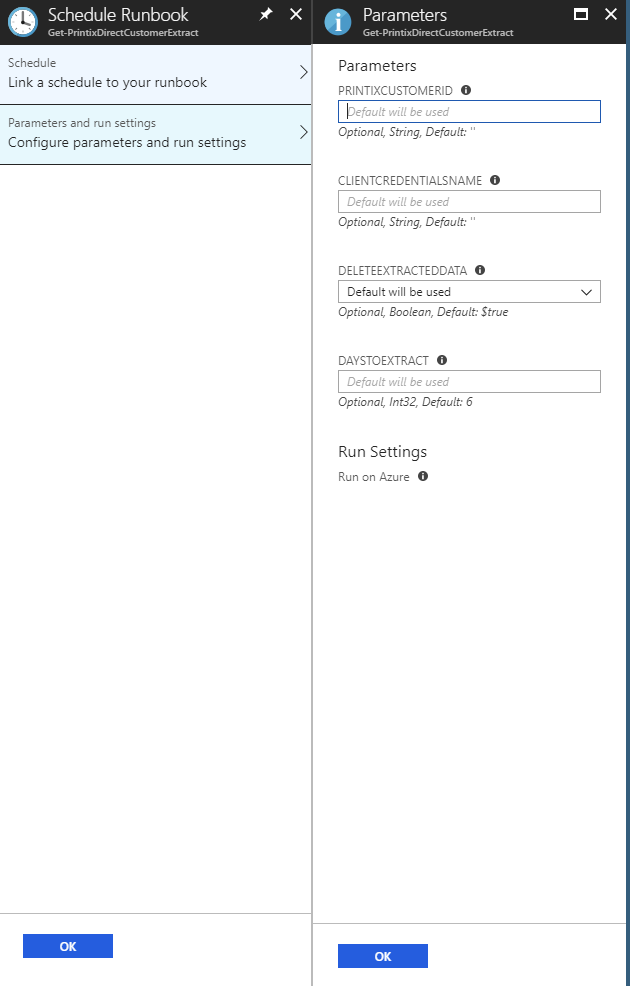 Schedule Runbook
Get-PrintixDirectCustomerExtract
Schedule
Link a schedule to your runbook
Parameters and run settings
Configure parameters and run settings
OK
Parameters
Get-PrintixDirectCustomerExtract
Parameters
PRINTIXCUSTOMERID
Default will be used
Optional, String, Default: ''
CLIENTCREDENTIALSNAME
Default will be used
Optional, String, Default: ''
DELETEEXTRACTEDDATA
Default will be used
Optional, Boolean, Default: $true
DAYSTOEXTRACT
Default will be used
Optional, Int32, Default: 6
Run Settings
Run on Azure
OK